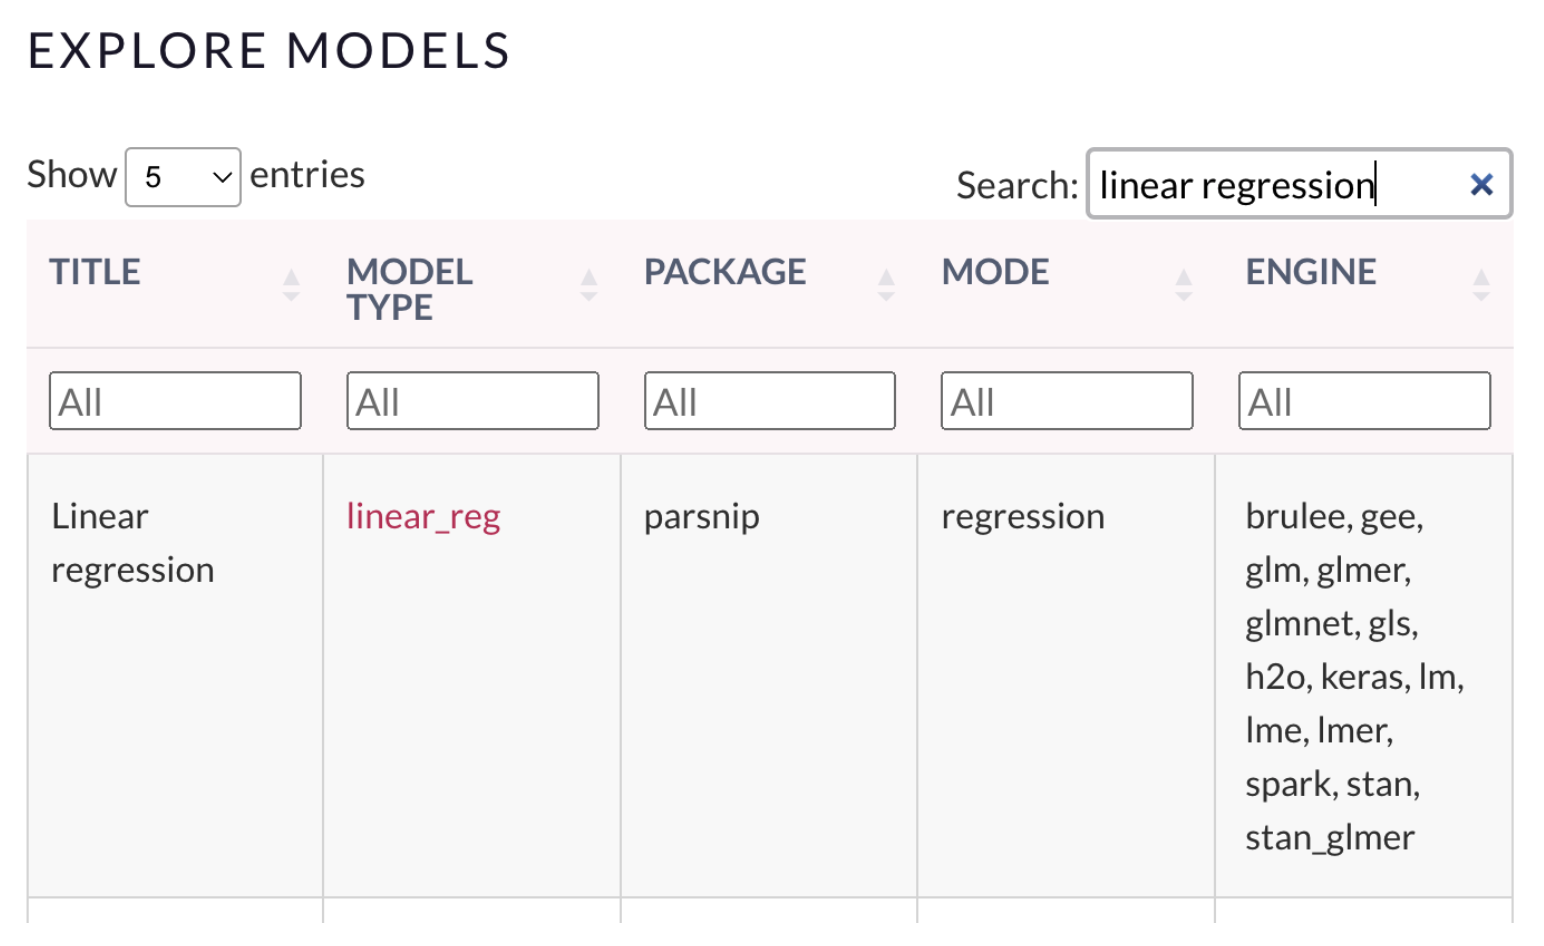 EXPLORE MODELS
Show 5 entries
Search: linear regression
TITLE MODEL TYPE PACKAGE MODE ENGINE
All All All All All
Linear regression linear_reg parsnip regression brulee, gee,
glm, glmer,
glmnet, gls,
h2o, keras, lm,
lme, lmer,
spark, stan,
stan_glmer